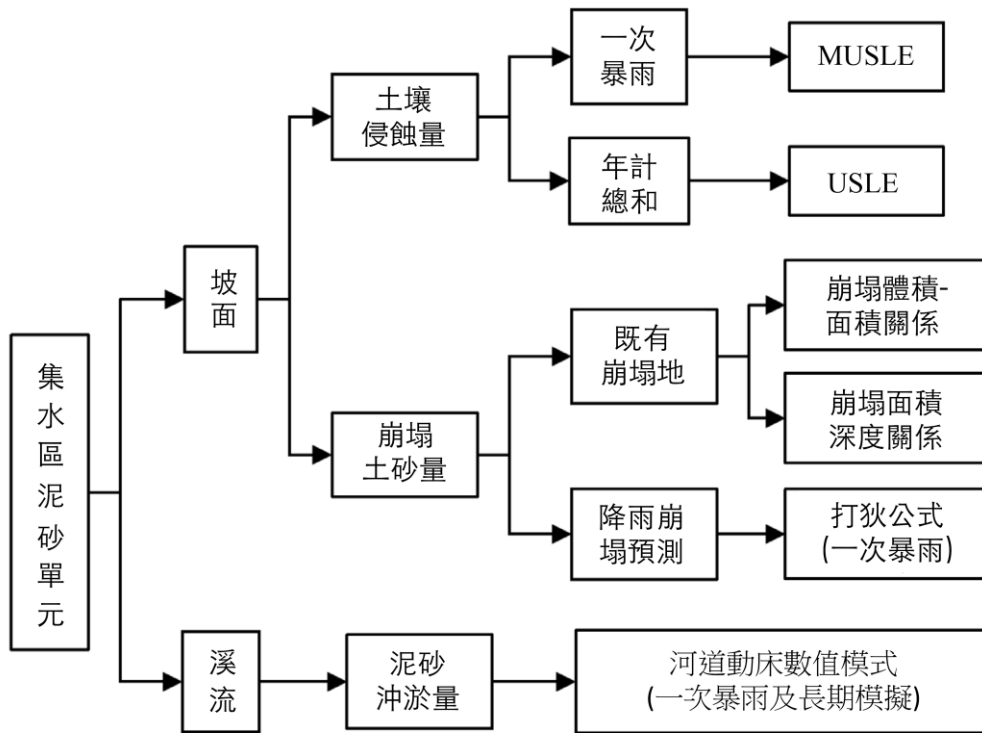 集
水
區
泥
砂
單
元
坡
面
土壤
侵蝕量
一次
暴雨
MUSLE
年計
總和
USLE
崩塌
土砂量
既有
崩塌地
崩塌體積-
面積關係
崩塌面積
深度關係
降雨崩
塌預測
打狄公式
(一次暴雨)
溪
流
泥砂
沖淤量
河道動床數值模式
(一次暴雨及長期模擬)